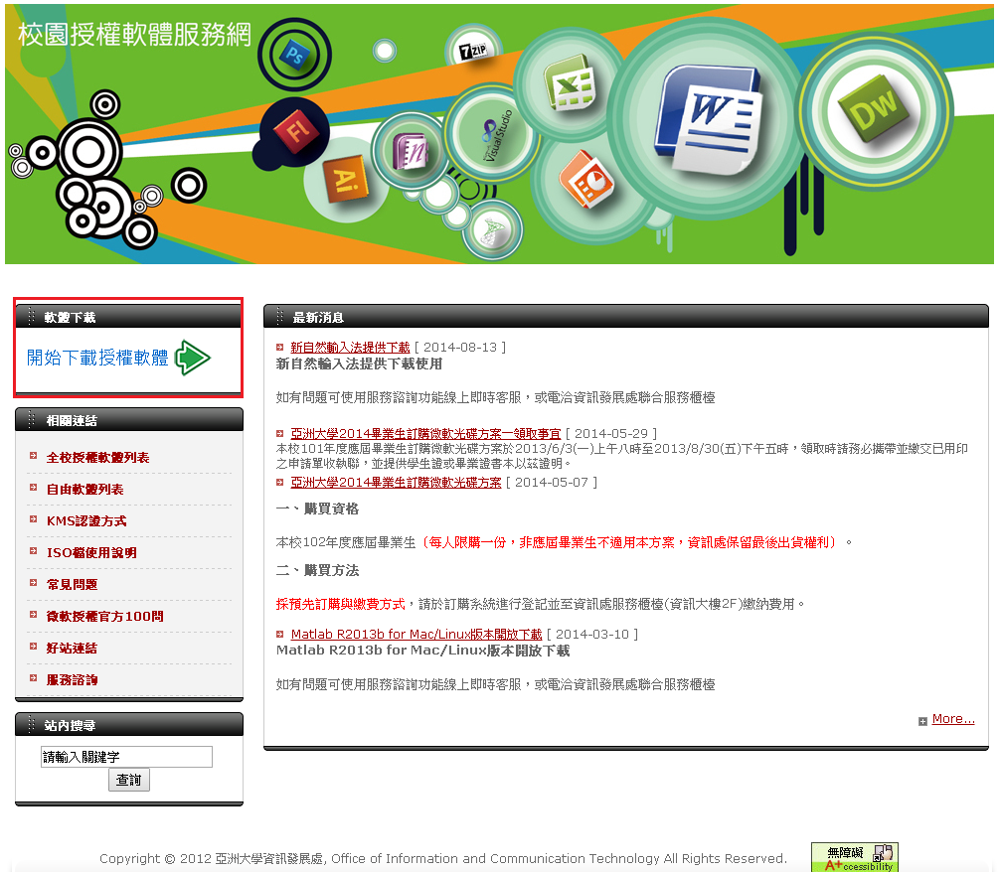 校園授權軟體服務網
Ps
7ZIP
X
W
DW
Fl
N
Visual Studio
Ai
軟體下載
開始下載授權軟體
相關連結
全校授權軟體列表
自由軟體列表
KMS認證方式
ISO檔使用說明
常見問題
微軟授權官方100問
好站連結
服務諮詢
站內搜尋
請輸入關鍵字
查詢
最新消息
新自然輸入法提供下載 [ 2014-08-13 ]
新自然輸入法提供下載使用
如有問題可使用服務諮詢功能線上即時客服，或電洽資訊發展處聯合服務櫃檯
亞洲大學2014畢業生訂購微軟光碟方案—領取事宜 [ 2014-05-29 ]
本校101年度應屆畢業生訂購微軟光碟方案於2013/6/3(一)上午八時至2013/8/30(五)下午五時，領取時請務必攜帶並繳交已用印
之申請單收執聯，並提供學生證或畢業證書本以茲證明。
亞洲大學2014畢業生訂購微軟光碟方案 [ 2014-05-07 ]
一、購買資格
本校102年度應屆畢業生（每人限購一份，非應屆畢業生不適用本方案，資訊處保留最後出貨權利）。
二、購買方法
採預先訂購與繳費方式，請於訂購系統進行登記並至資訊處服務櫃檯(資訊大樓2F)繳納費用。
Matlab R2013b for Mac/Linux版本開放下載 [ 2014-03-10 ]
Matlab R2013b for Mac/Linux版本開放下載
如有問題可使用服務諮詢功能線上即時客服，或電洽資訊發展處聯合服務櫃檯
More...
Copyright © 2012 亞洲大學資訊發展處, Office of Information and Communication Technology All Rights Reserved.
無障礙
A+ccessibility